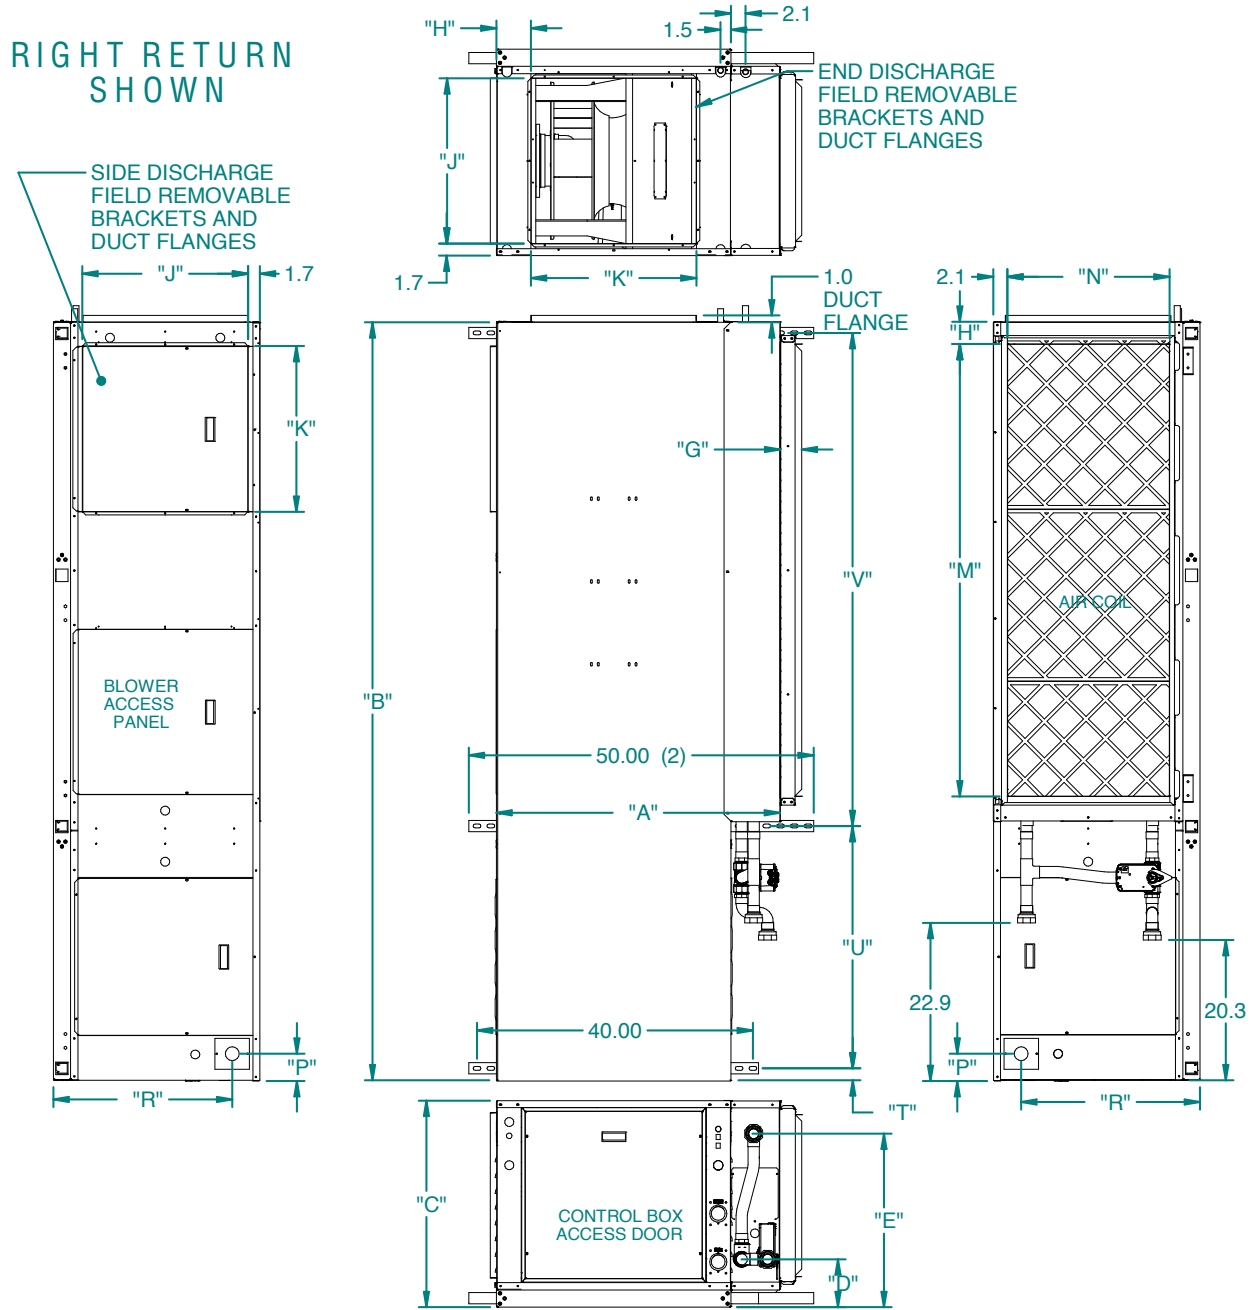 RIGHT RETURN
SHOWN
"H"
2.1
1.5
END DISCHARGE
FIELD REMOVABLE
BRACKETS AND
DUCT FLANGES
"J"
1.7
"K"
SIDE DISCHARGE
FIELD REMOVABLE
BRACKETS AND
DUCT FLANGES
"J"
1.7
1.0
DUCT
FLANGE
2.1
"N"
"H"
"K"
"G"
"V"
"M"
AIR COIL
BLOWER
ACCESS
PANEL
"B"
50.00 (2)
"A"
"U"
22.9
20.3
40.00
"P"
"R"
"T"
"P"
"R"
"C"
CONTROL BOX
ACCESS DOOR
"E"
"D"